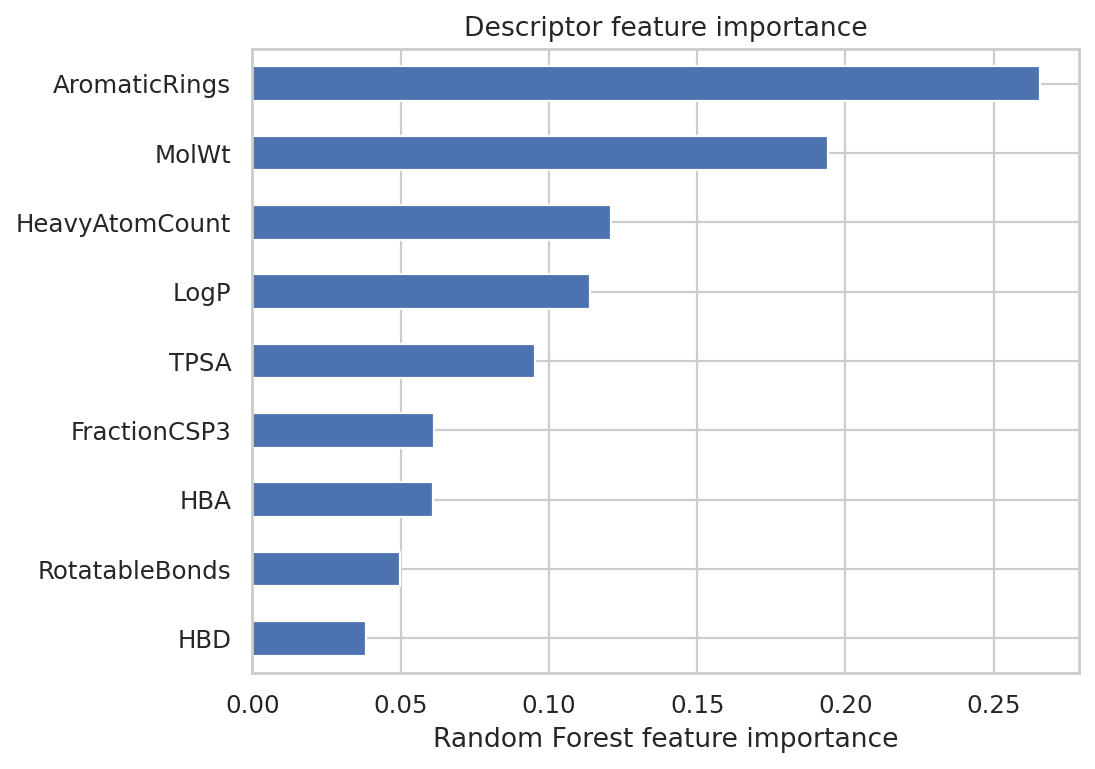 Descriptor feature importance
AromaticRings
MolWt
HeavyAtomCount
LogP
TPSA
FractionCSP3
HBA
RotatableBonds
HBD
0.00 0.05 0.10 0.15 0.20 0.25
Random Forest feature importance